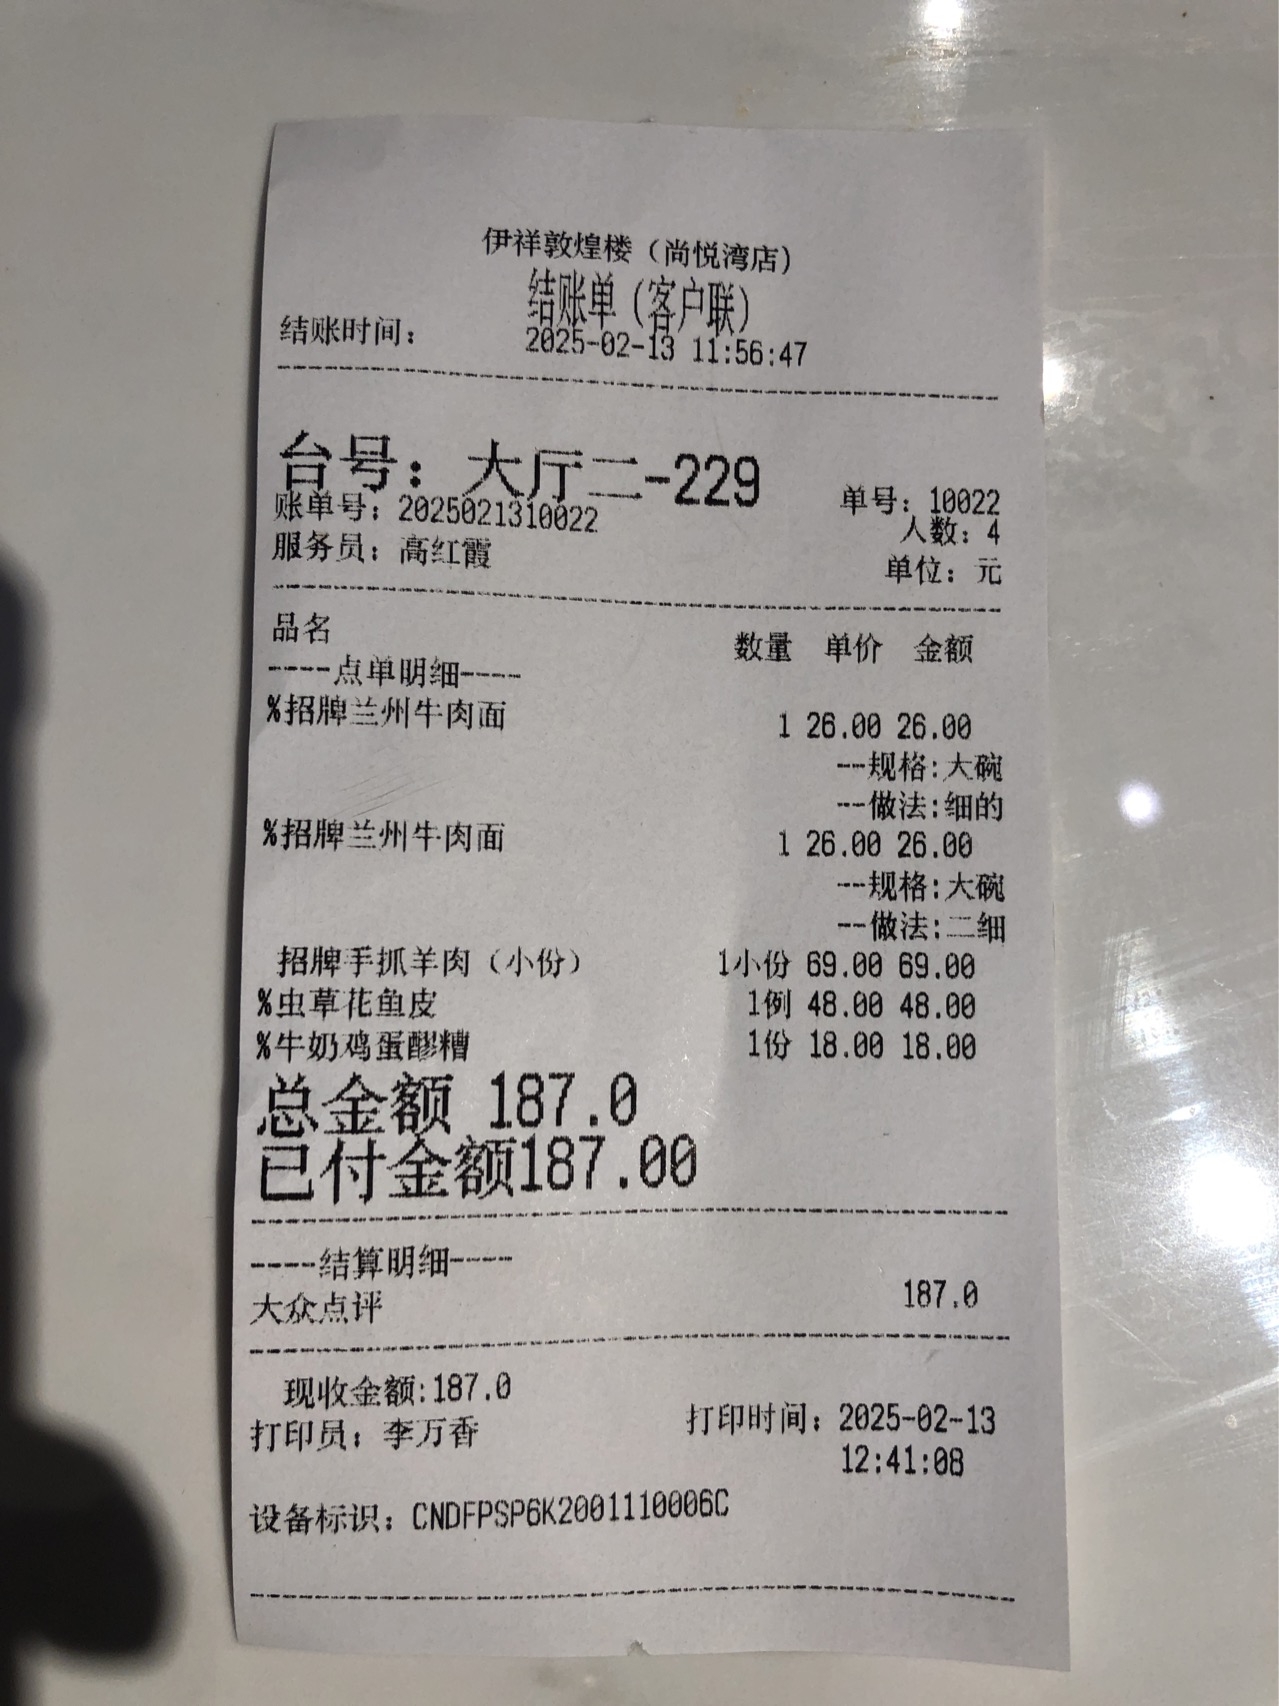 伊祥敦煌楼（尚悦湾店）
结账单（客户联）
结账时间： 2025-02-13 11:56:47
台号：大厅二-229
账单号：2025021310022 单号：10022
人数：4
服务员：高红霞 单位：元
品名 数量 单价 金额
----点单明细----
%招牌兰州牛肉面 1 26.00 26.00
--规格:大碗
--做法:细的
%招牌兰州牛肉面 1 26.00 26.00
--规格:大碗
--做法:二细
招牌手抓羊肉（小份） 1小份 69.00 69.00
%虫草花鱼皮 1例 48.00 48.00
%牛奶鸡蛋醪糟 1份 18.00 18.00
总金额 187.0
已付金额187.00
----结算明细----
大众点评 187.0
现收金额:187.0
打印员：李万香 打印时间：2025-02-13
12:41:08
设备标识：CNDFPSP6K2001110006C